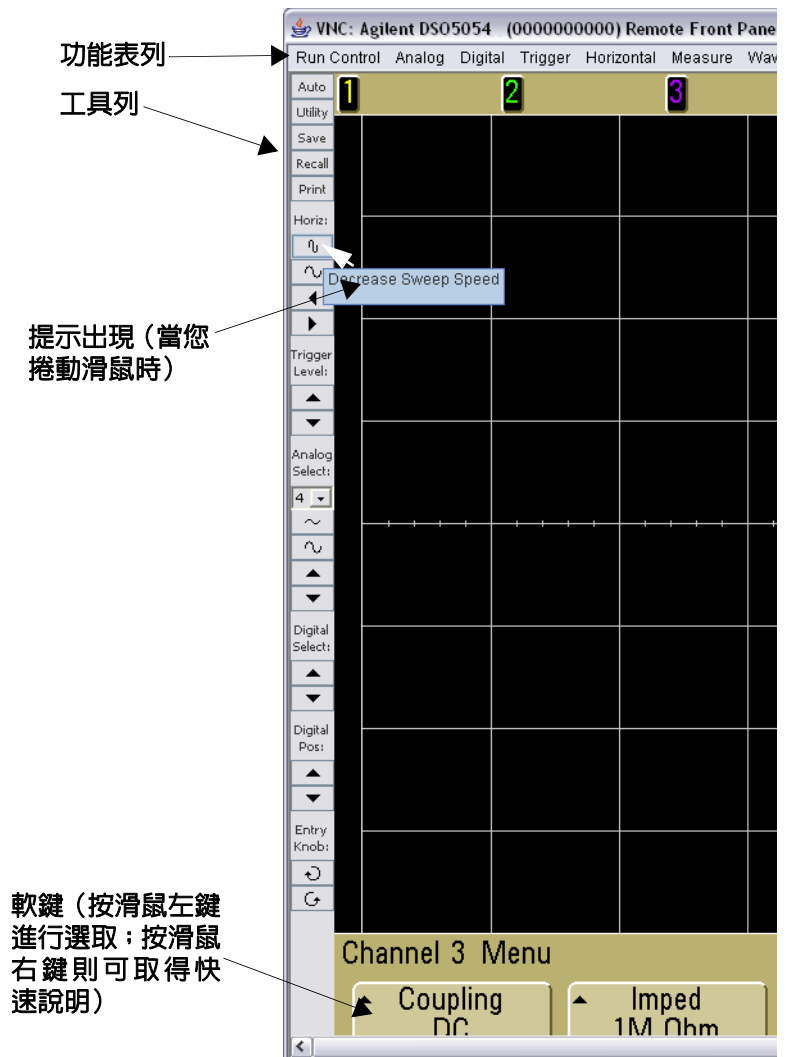 VNC: Agilent DSO5054 (0000000000) Remote Front Pane
功能表列
Run Control Analog Digital Trigger Horizontal Measure Wav
工具列
Auto
1 2 3
Utility
Save
Recall
Print
Horiz:
Decrease Sweep Speed
提示出現（當您
捲動滑鼠時）
Trigger
Level:
Analog
Select:
4
Digital
Select:
Digital
Pos:
Entry
Knob:
軟鍵（按滑鼠左鍵
進行選取；按滑鼠
右鍵則可取得快
速說明）
Channel 3 Menu
Coupling
DC
Imped
1M Ohm